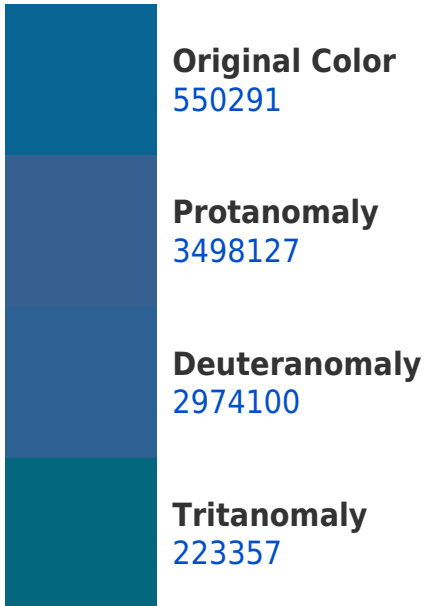 Original Color
550291
Protanomaly
3498127
Deuteranomaly
2974100
Tritanomaly
223357